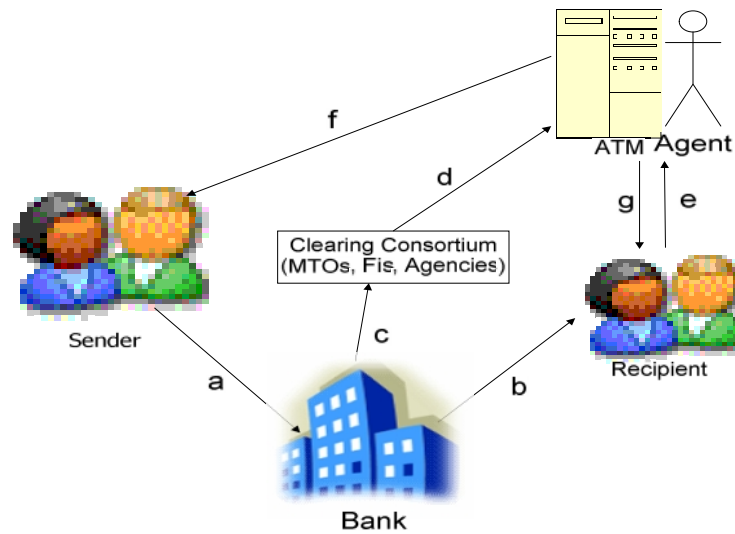 ATM Agent
f
d
g e
Clearing Consortium
(MTOs, Fis, Agencies)
Sender
c
Recipient
a
b
Bank